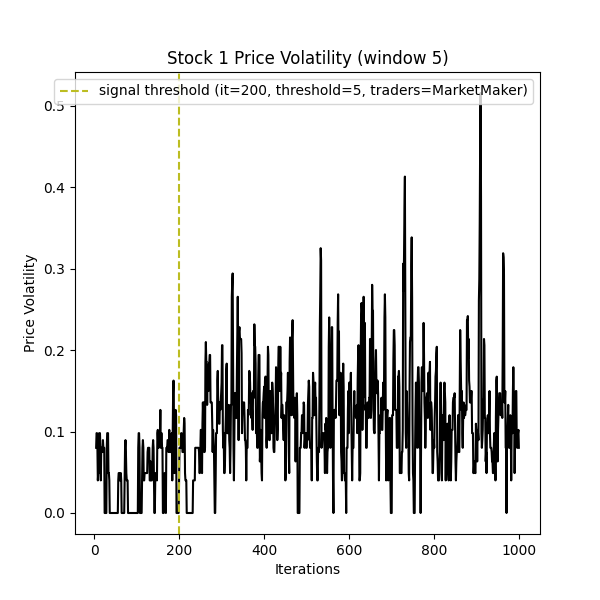 Stock 1 Price Volatility (window 5)
signal threshold (it=200, threshold=5, traders=MarketMaker)
0.5
0.4
0.3
0.2
0.1
0.0
Price Volatility
0 200 400 600 800 1000
Iterations